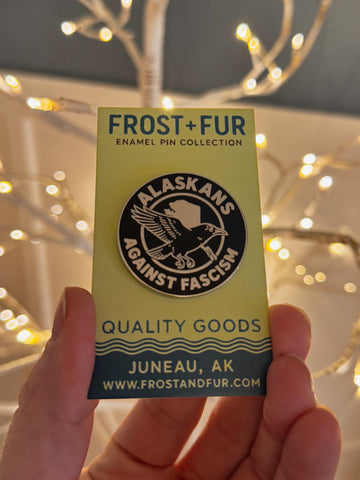 FROST+FUR
ENAMEL PIN COLLECTION
ALASKANS
AGAINST FASCISM
QUALITY GOODS
JUNEAU, AK
WWW.FROSTANDFUR.COM